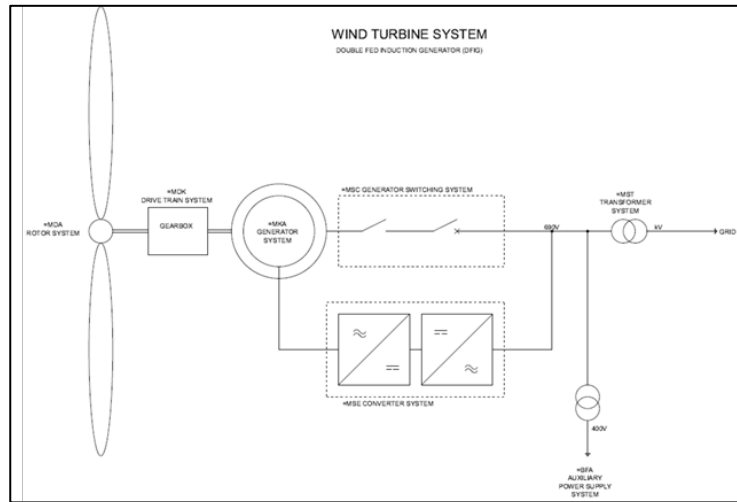 WIND TURBINE SYSTEM
DOUBLE FED INDUCTION GENERATOR (DFIG)
=MDA
ROTOR SYSTEM
=MDK
DRIVE TRAIN SYSTEM
GEARBOX
=MKA
GENERATOR
SYSTEM
=MSC GENERATOR SWITCHING SYSTEM
690V
=MST
TRANSFORMER
SYSTEM
kV
GRID
=MSE CONVERTER SYSTEM
400V
=BFA
AUXILIARY
POWER SUPPLY
SYSTEM